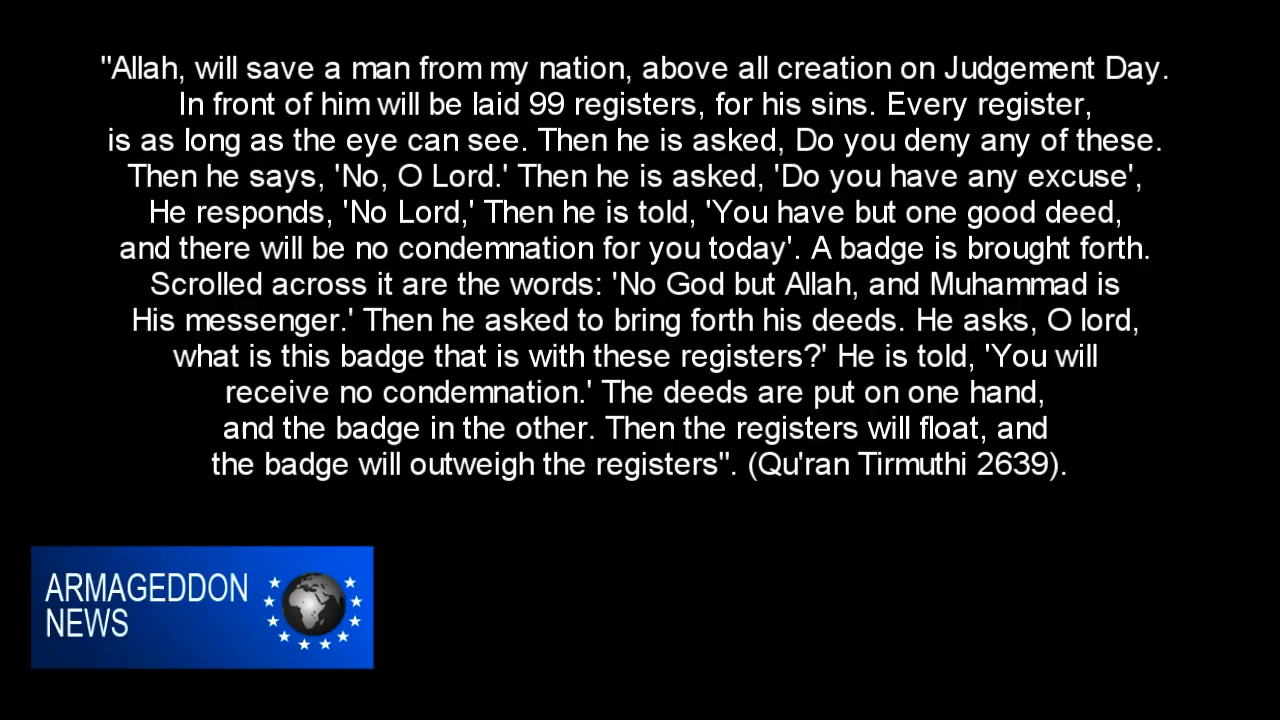 "Allah, will save a man from my nation, above all creation on Judgement Day.
In front of him will be laid 99 registers, for his sins. Every register,
is as long as the eye can see. Then he is asked, Do you deny any of these.
Then he says, 'No, O Lord.' Then he is asked, 'Do you have any excuse',
He responds, 'No Lord,' Then he is told, 'You have but one good deed,
and there will be no condemnation for you today'. A badge is brought forth.
Scrolled across it are the words: 'No God but Allah, and Muhammad is
His messenger.' Then he asked to bring forth his deeds. He asks, O lord,
what is this badge that is with these registers?' He is told, 'You will
receive no condemnation.' The deeds are put on one hand,
and the badge in the other. Then the registers will float, and
the badge will outweigh the registers". (Qu'ran Tirmuthi 2639).
ARMAGEDDON
NEWS